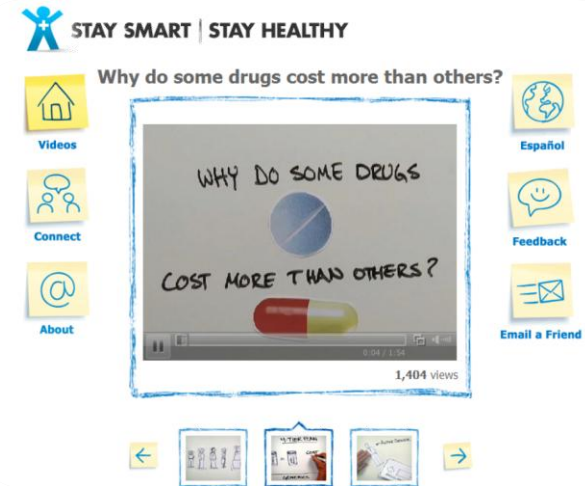 STAY SMART | STAY HEALTHY
Why do some drugs cost more than others?
Videos
Connect
@
About
WHY DO SOME DRUGS
COST MORE THAN OTHERS?
0:04 / 1:54
1,404 views
Español
Feedback
Email a Friend